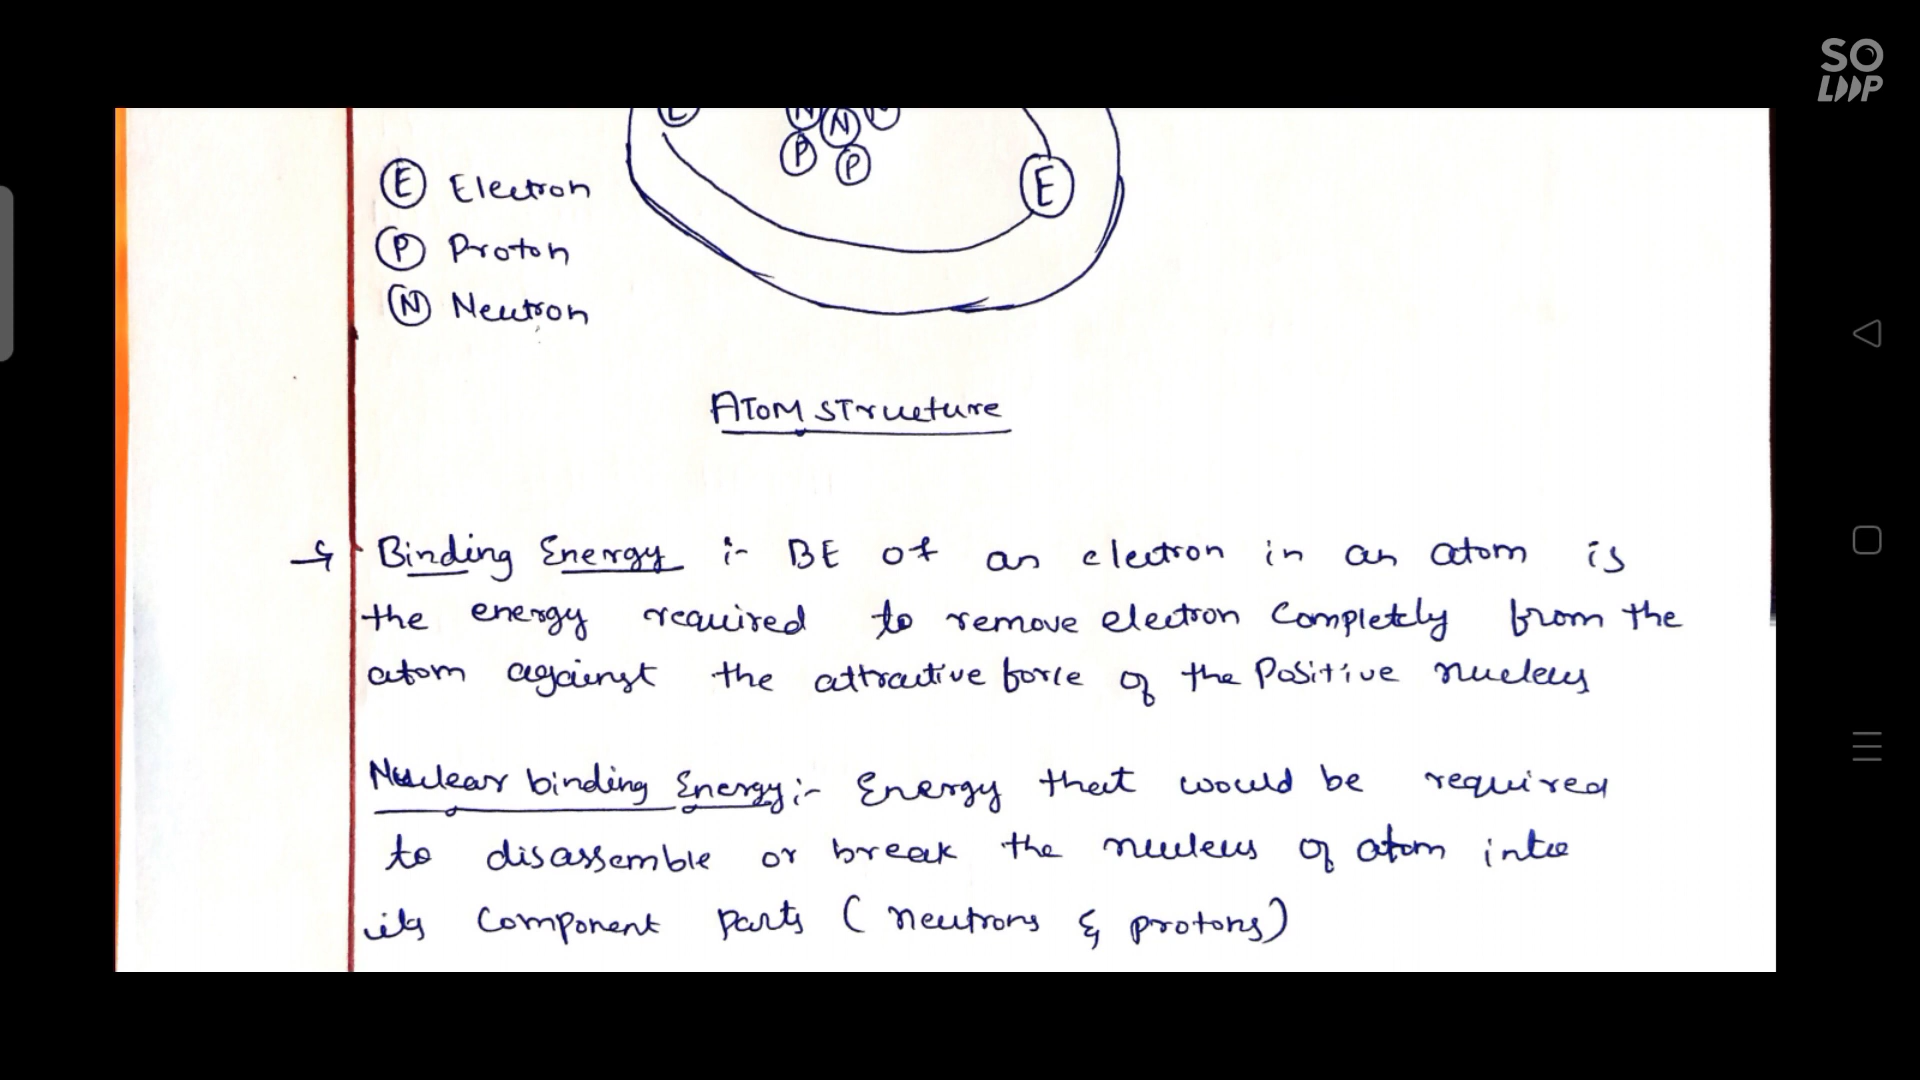 SO
LOOP
E
N
N
N
P
P
E
E Electron
P Proton
N Neutron
ATOM STructure
Binding Energy :- BE of an electron in an atom is
the energy required to remove electron Completely from the
atom against the attractive force of the Positive nucleus
Nuclear binding Energy :- Energy that would be required
to disassemble or break the nucleus of atom into
its Component Parts ( neutrons & protons)